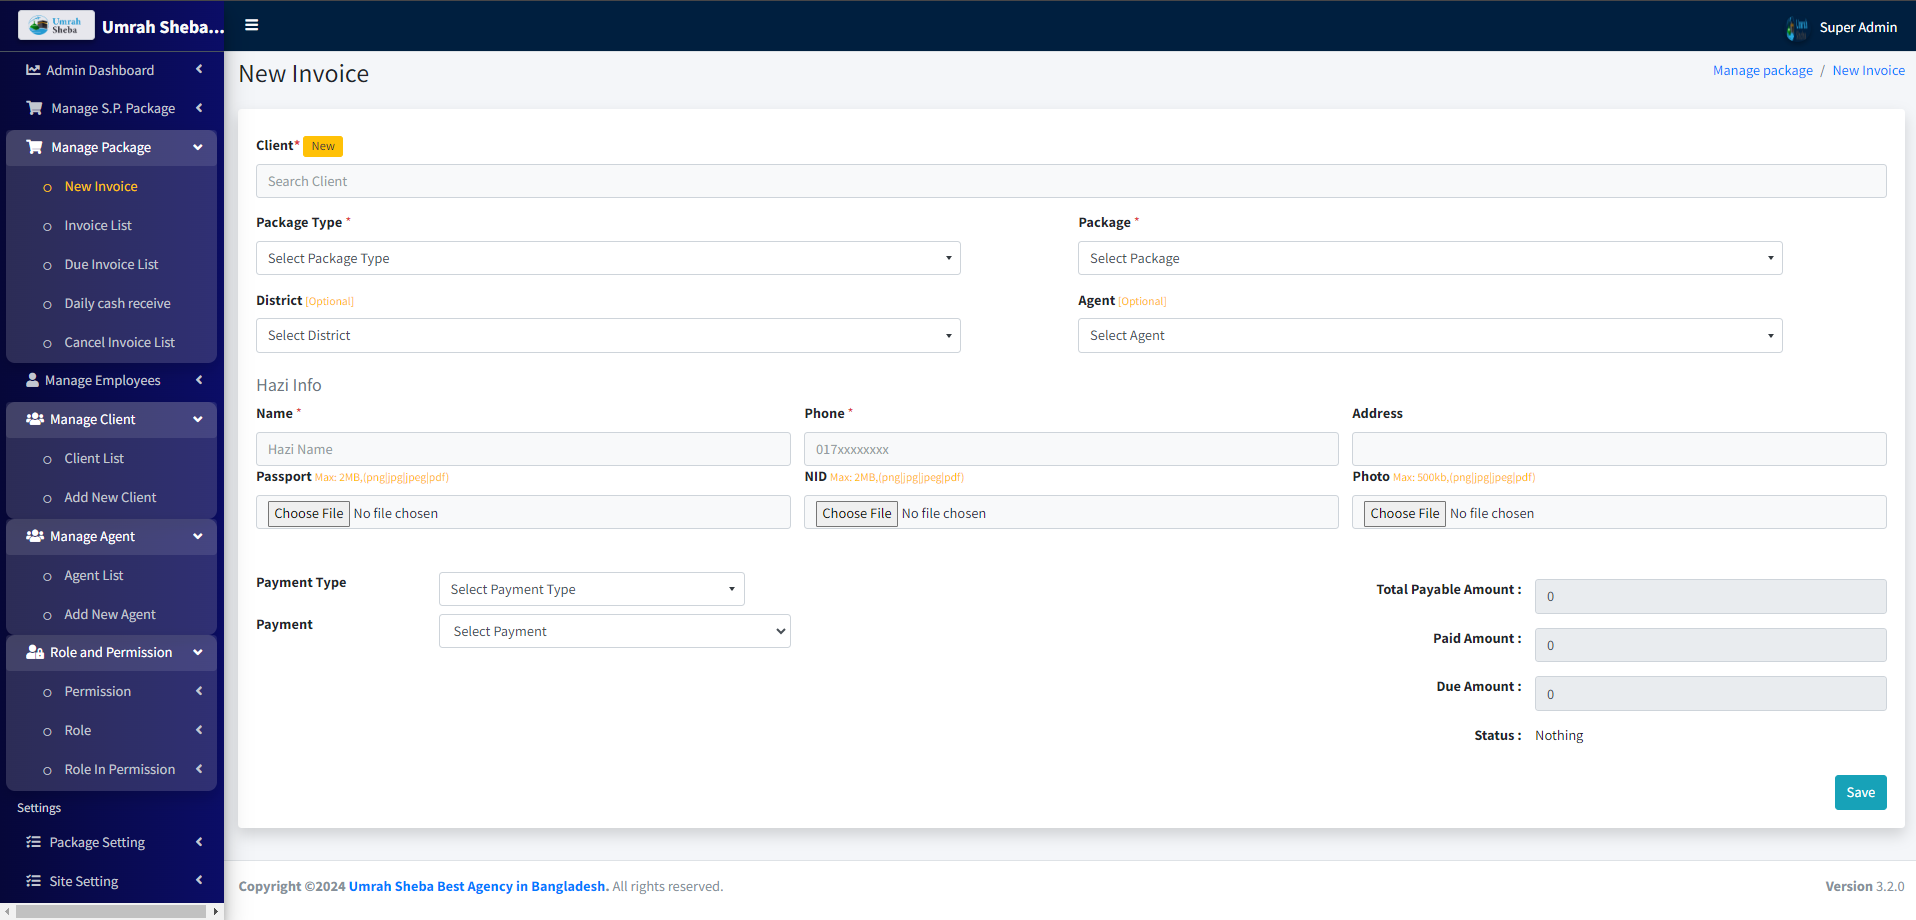 Umrah
Sheba
Umrah Sheba...
Super Admin
Admin Dashboard
Manage S.P. Package
Manage Package
New Invoice
Invoice List
Due Invoice List
Daily cash receive
Cancel Invoice List
Manage Employees
Manage Client
Client List
Add New Client
Manage Agent
Agent List
Add New Agent
Role and Permission
Permission
Role
Role In Permission
Settings
Package Setting
Site Setting
New Invoice
Manage package / New Invoice
Client* New
Search Client
Package Type * Package *
Select Package Type Select Package
District [Optional] Agent [Optional]
Select District Select Agent
Hazi Info
Name * Phone * Address
Hazi Name 017xxxxxxxx
Passport Max: 2MB,(png|jpg|jpeg|pdf) NID Max: 2MB,(png|jpg|jpeg|pdf) Photo Max: 500kb,(png|jpg|jpeg|pdf)
Choose File No file chosen Choose File No file chosen Choose File No file chosen
Payment Type Select Payment Type Total Payable Amount : 0
Payment Select Payment Paid Amount : 0
Due Amount : 0
Status : Nothing
Save
Copyright ©2024 Umrah Sheba Best Agency in Bangladesh. All rights reserved. Version 3.2.0